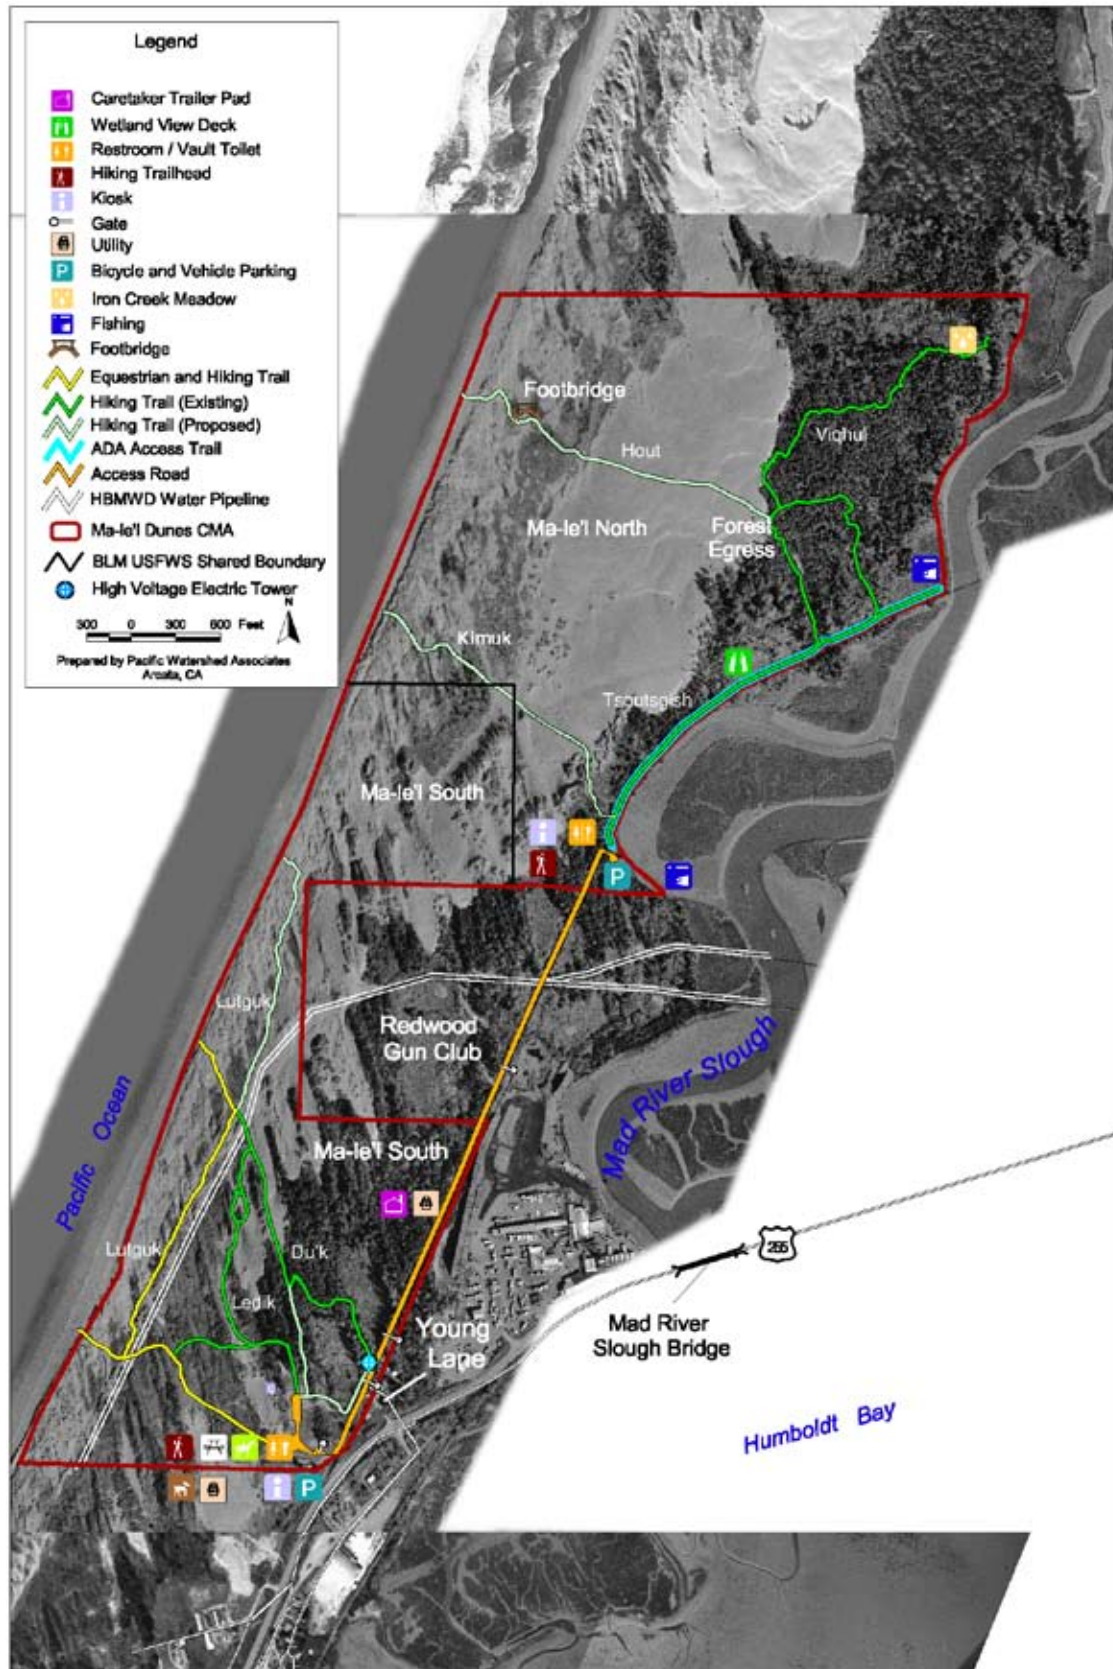 Legend
Caretaker Trailer Pad
Wetland View Deck
Restroom / Vault Toilet
Hiking Trailhead
Kiosk
Gate
Utility
P Bicycle and Vehicle Parking
Iron Creek Meadow
Fishing
Footbridge
Equestrian and Hiking Trail
Hiking Trail (Existing)
Hiking Trail (Proposed)
ADA Access Trail
Access Road
HBMWD Water Pipeline
Ma-le'l Dunes CMA
BLM USFWS Shared Boundary
High Voltage Electric Tower
N
300 0 300 600 Feet
Prepared by Pacific Watershed Associates
Arcata, CA
Footbridge
Hout
Viqhul
Ma-le'l North
Forest
Egress
Kimuk
Tsoutsgish
Ma-le'l South
P
Lutguk
Redwood
Gun Club
Mad River Slough
Pacific Ocean
Ma-le'l South
255
Lutguk
Du'k
Led k
Young
Lane
Mad River
Slough Bridge
Humboldt Bay
P